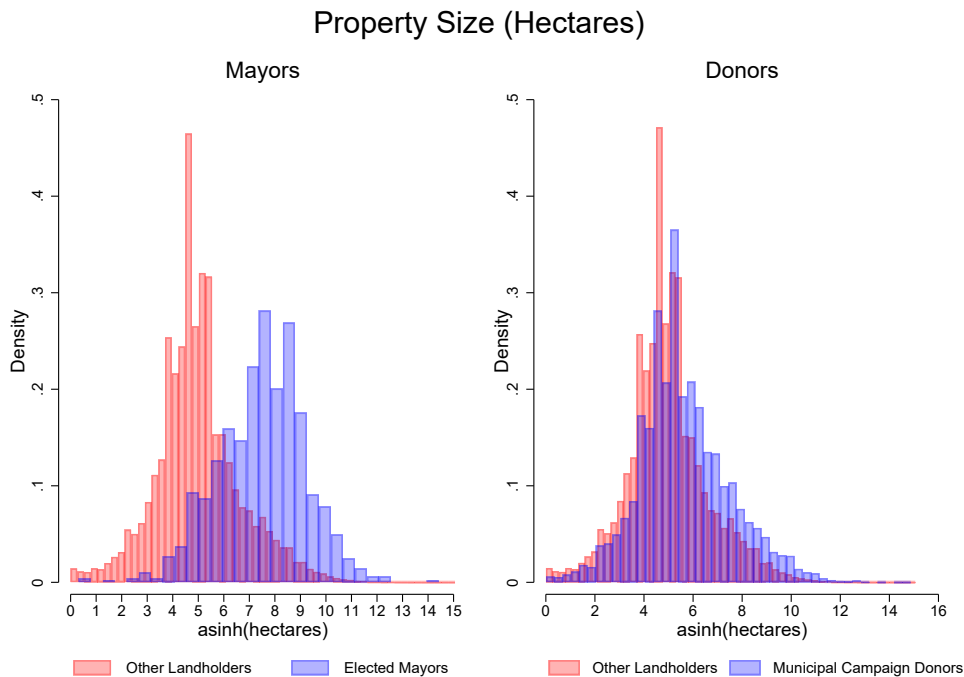 Property Size (Hectares)
Mayors
Density
0 .1 .2 .3 .4 .5
0 1 2 3 4 5 6 7 8 9 10 11 12 13 14 15
asinh(hectares)
Other Landholders Elected Mayors
Donors
Density
0 .1 .2 .3 .4 .5
0 2 4 6 8 10 12 14 16
asinh(hectares)
Other Landholders Municipal Campaign Donors